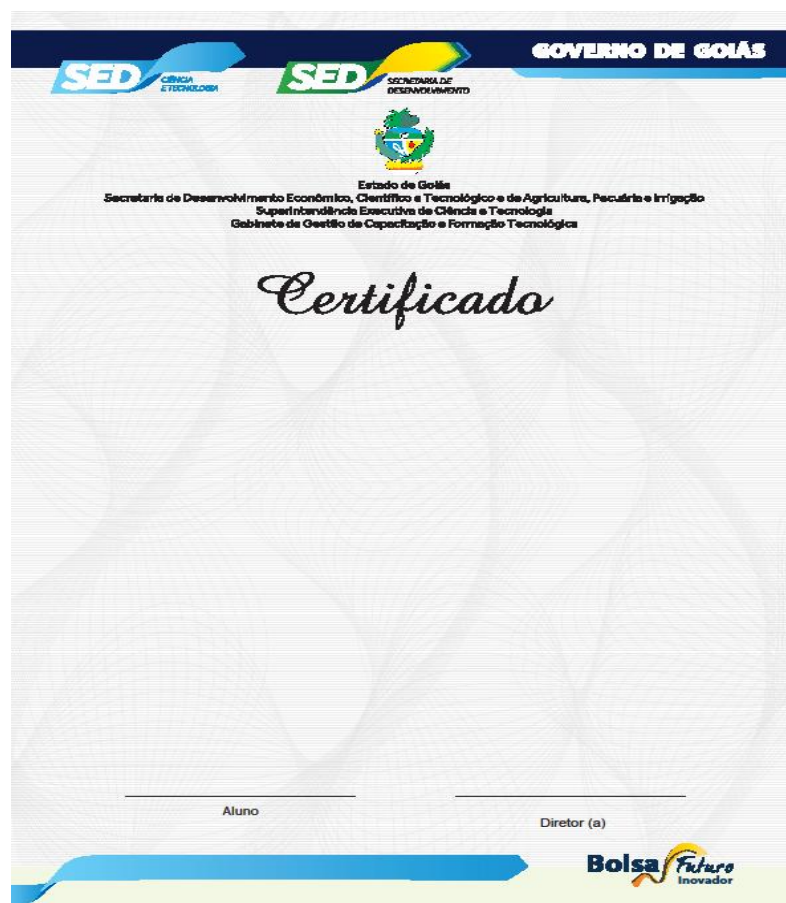 GOVERNO DE GOIÁS
SED CIÊNCIA
E TECNOLOGIA
SED SECRETARIA DE
DESENVOLVIMENTO
Estado de Goiás
Secretaria de Desenvolvimento Econômico, Científico e Tecnológico e de Agricultura, Pecuária e Irrigação
Superintendência Executiva de Ciência e Tecnologia
Gabinete de Gestão de Capacitação e Formação Tecnológica
Certificado
Aluno
Diretor (a)
Bolsa Futuro
Inovador